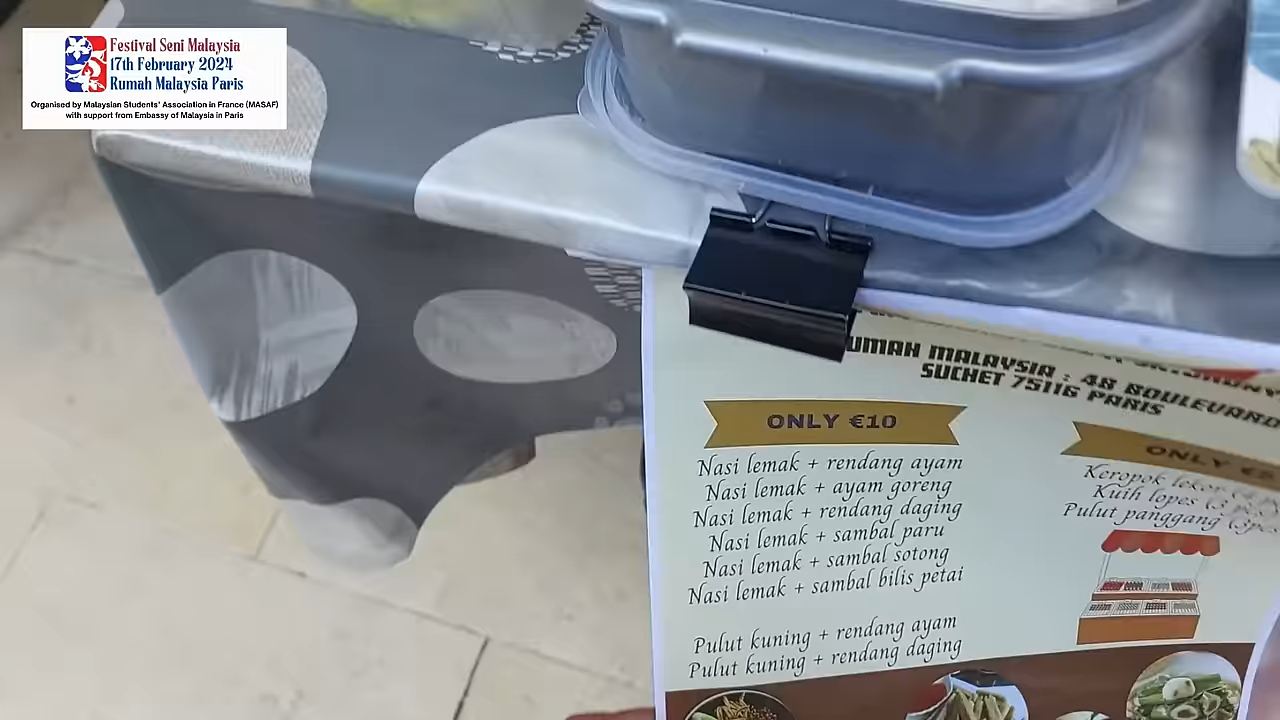 Festival Seni Malaysia
17th February 2024
Rumah Malaysia Paris
Organised by Malaysian Students' Association in France (MASAF)
with support from Embassy of Malaysia in Paris
UMAH MALAYSIA : 48 BOULEVARD
SUCHET 75116 PARIS
ONLY €10
Nasi lemak + rendang ayam
Nasi lemak + ayam goreng
Nasi lemak + rendang daging
Nasi lemak + sambal paru
Nasi lemak + sambal sotong
Nasi lemak + sambal bilis petai
Pulut kuning + rendang ayam
Pulut kuning + rendang daging
ONLY
Keropok lekor
Kuih lopes (3
Pulut panggang (3pcs